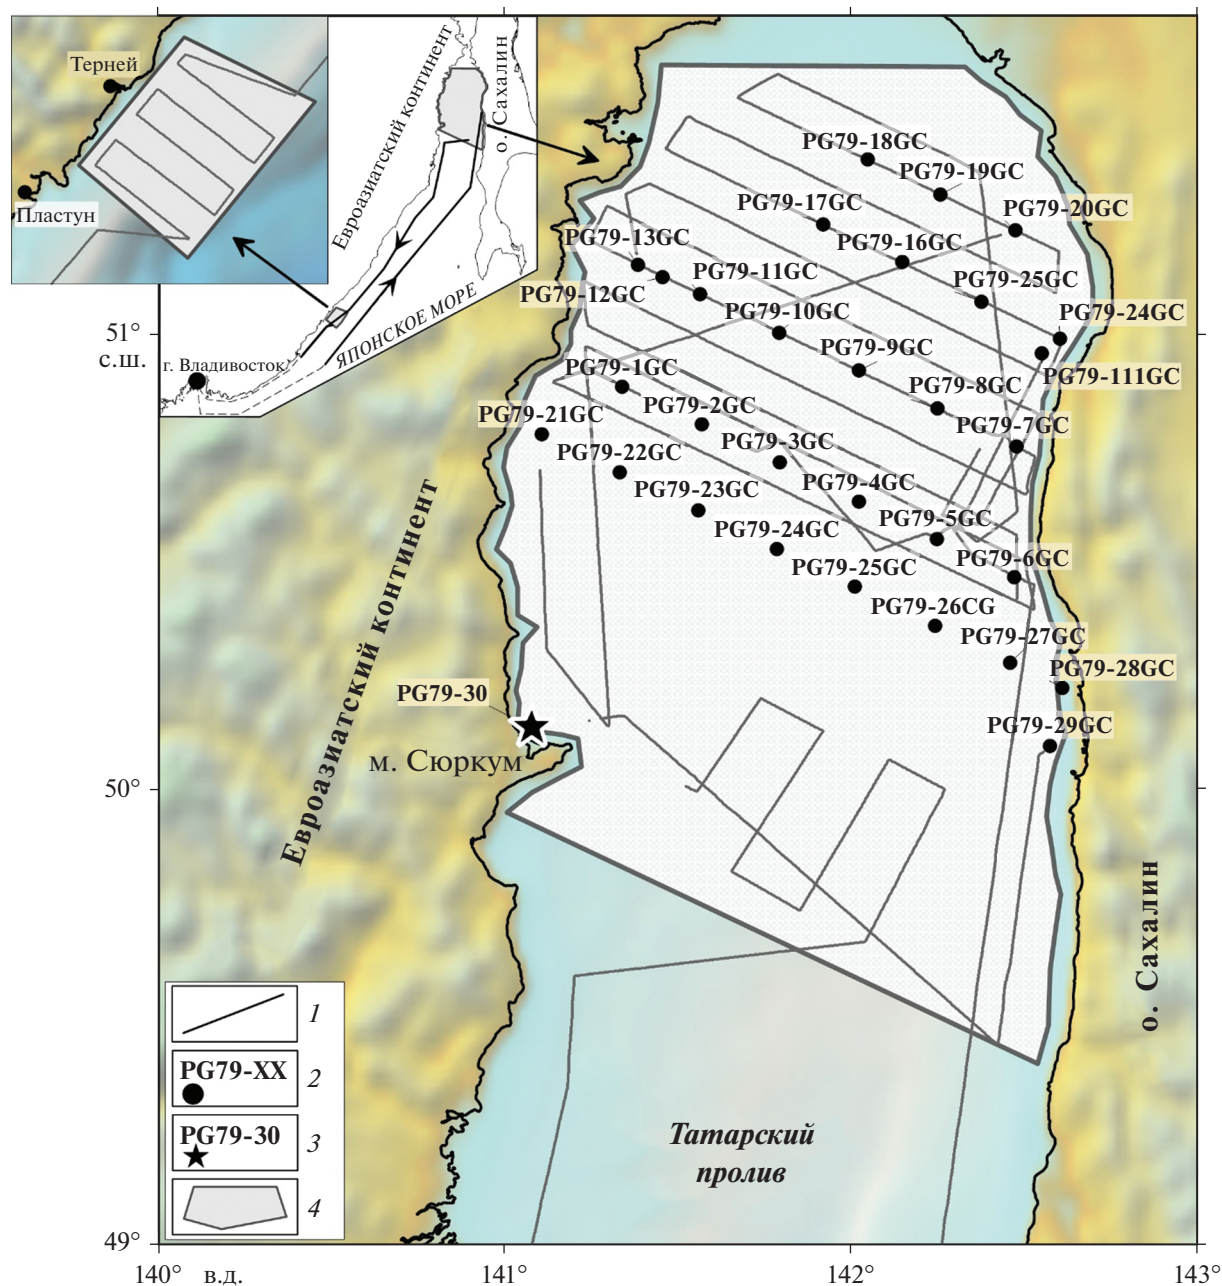 Терней
Пластун
Евроазиатский континент
о. Сахалин
ЯПОНСКОЕ МОРЕ
г. Владивосток
51°
с.ш.
PG79-18GC
PG79-19GC
PG79-17GC
PG79-20GC
PG79-13GC
PG79-16GC
PG79-11GC
PG79-25GC
PG79-12GC
PG79-10GC
PG79-24GC
PG79-9GC
PG79-1GC
PG79-111GC
PG79-8GC
PG79-2GC
PG79-21GC
PG79-7GC
PG79-3GC
PG79-22GC
PG79-4GC
PG79-23GC
PG79-5GC
PG79-24GC
PG79-6GC
PG79-25GC
PG79-26CG
PG79-27GC
PG79-28GC
PG79-30
PG79-29GC
м. Сюркум
Евроазиатский континент
50°
о. Сахалин
Татарский
пролив
1
PG79-XX
2
PG79-30
3
4
49°
140°
в.д.
141°
142°
143°